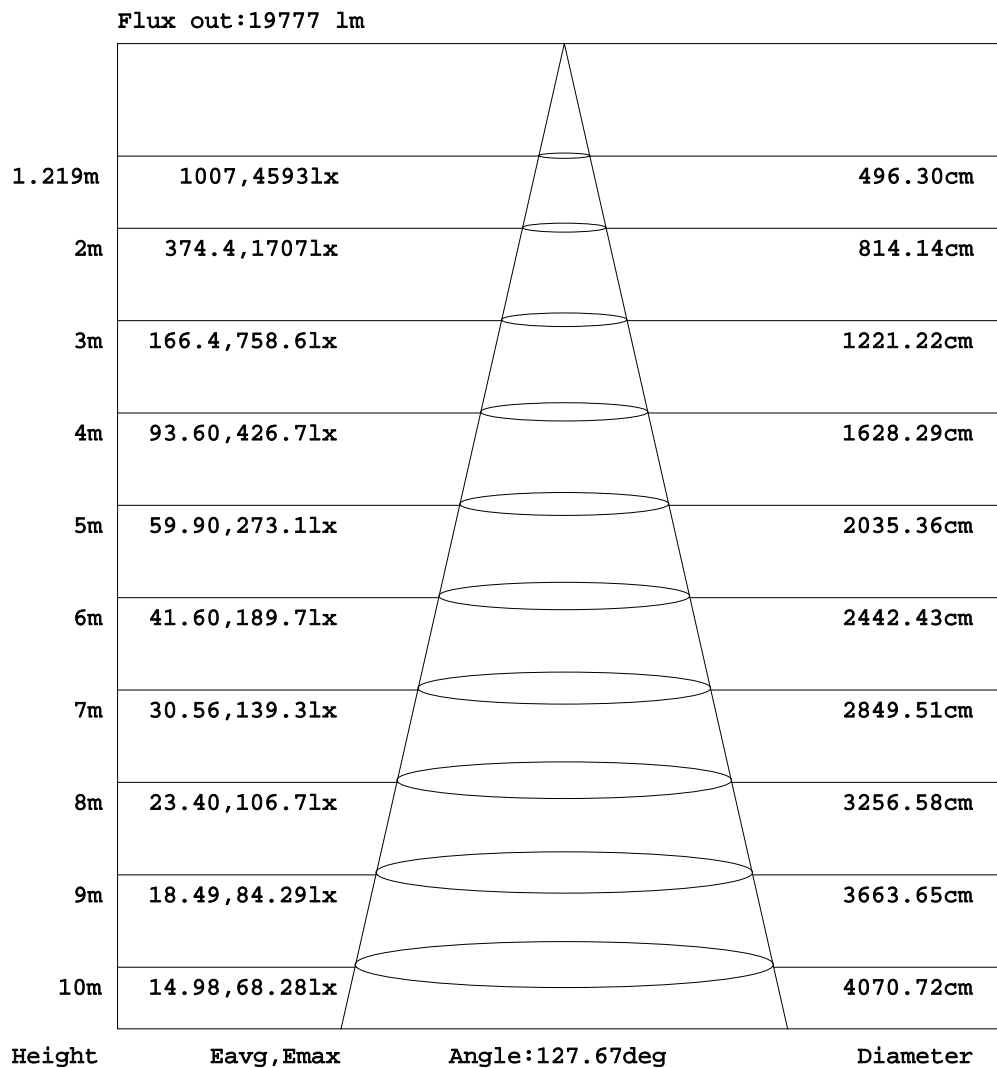 Flux out:19777 lm
1.219m 1007,4593lx 496.30cm
2m 374.4,1707lx 814.14cm
3m 166.4,758.6lx 1221.22cm
4m 93.60,426.7lx 1628.29cm
5m 59.90,273.1lx 2035.36cm
6m 41.60,189.7lx 2442.43cm
7m 30.56,139.3lx 2849.51cm
8m 23.40,106.7lx 3256.58cm
9m 18.49,84.29lx 3663.65cm
10m 14.98,68.28lx 4070.72cm
Height Eavg,Emax Angle:127.67deg Diameter